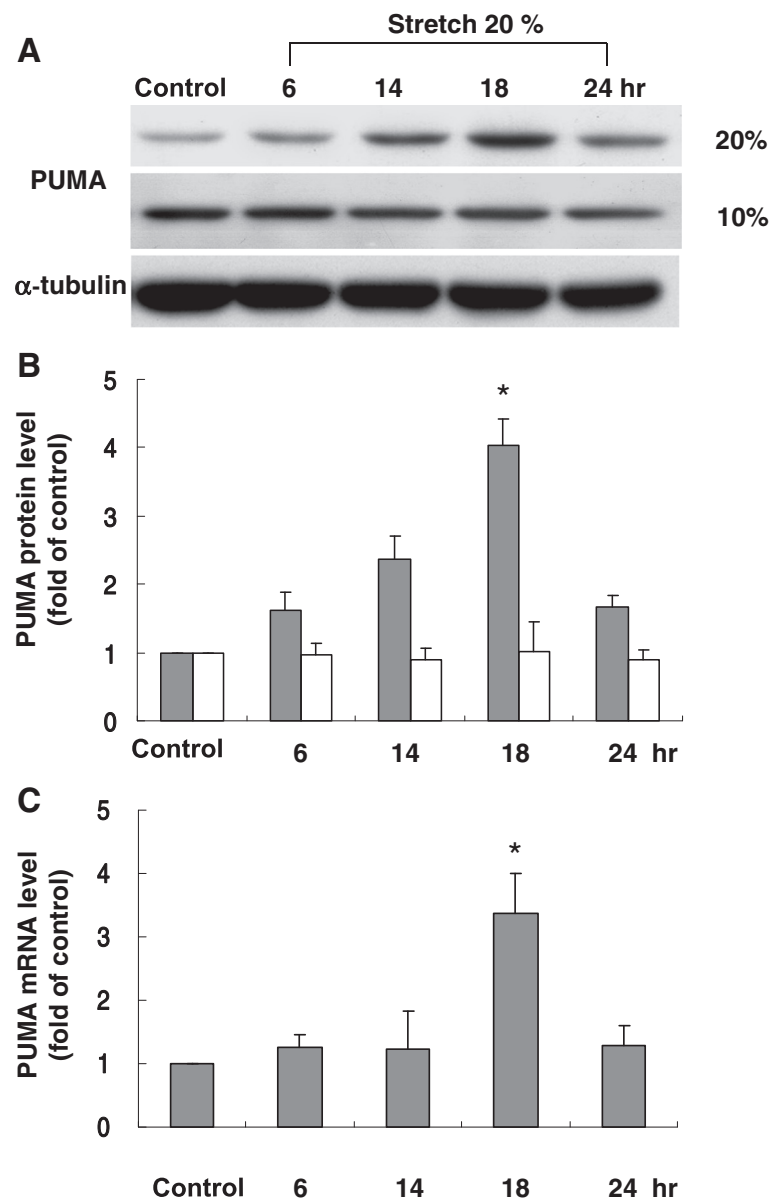 A
Stretch 20 %
Control 6 14 18 24 hr
20%
PUMA
10%
α-tubulin
B
PUMA protein level
(fold of control)
5
4
3
2
1
0
*
Control 6 14 18 24 hr
C
PUMA mRNA level
(fold of control)
5
4
3
2
1
0
*
Control 6 14 18 24 hr